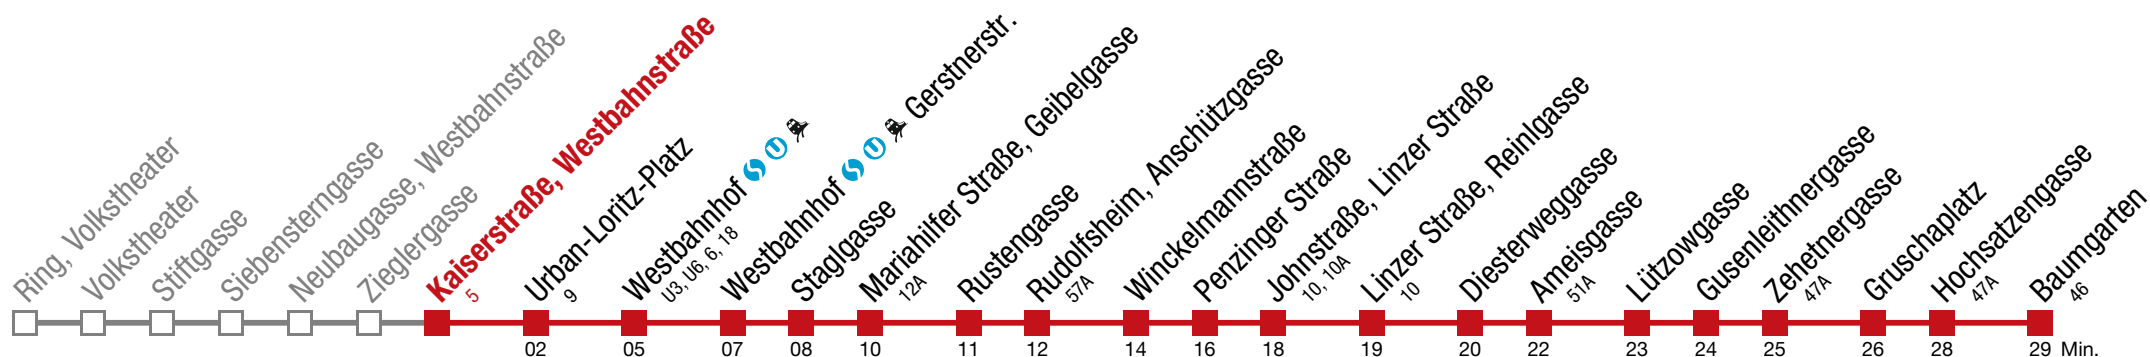 Ring, Volkstheater
Volkstheater
Stiftgasse
Siebensterngasse
Neubaugasse, Westbahnstraße
Zieglergasse
Kaiserstraße, Westbahnstraße
5
Urban-Loritz-Platz
9
Westbahnhof S U
U3, U6, 6, 18
Westbahnhof S U Gerstnerstr.
Staglgasse
Mariahilfer Straße, Geibelgasse
12A
Rustengasse
Rudolfsheim, Anschützgasse
57A
Winckelmannstraße
Penzinger Straße
Johnstraße, Linzer Straße
10, 10A
Linzer Straße, Reinlgasse
10
Diesterweggasse
Ameisgasse
51A
Lützowgasse
Gusenleithnergasse
Zehetnergasse
47A
Gruschaplatz
Hochsatzengasse
47A
Baumgarten
46
02 05 07 08 10 11 12 14 16 18 19 20 22 23 24 25 26 28 29 Min.